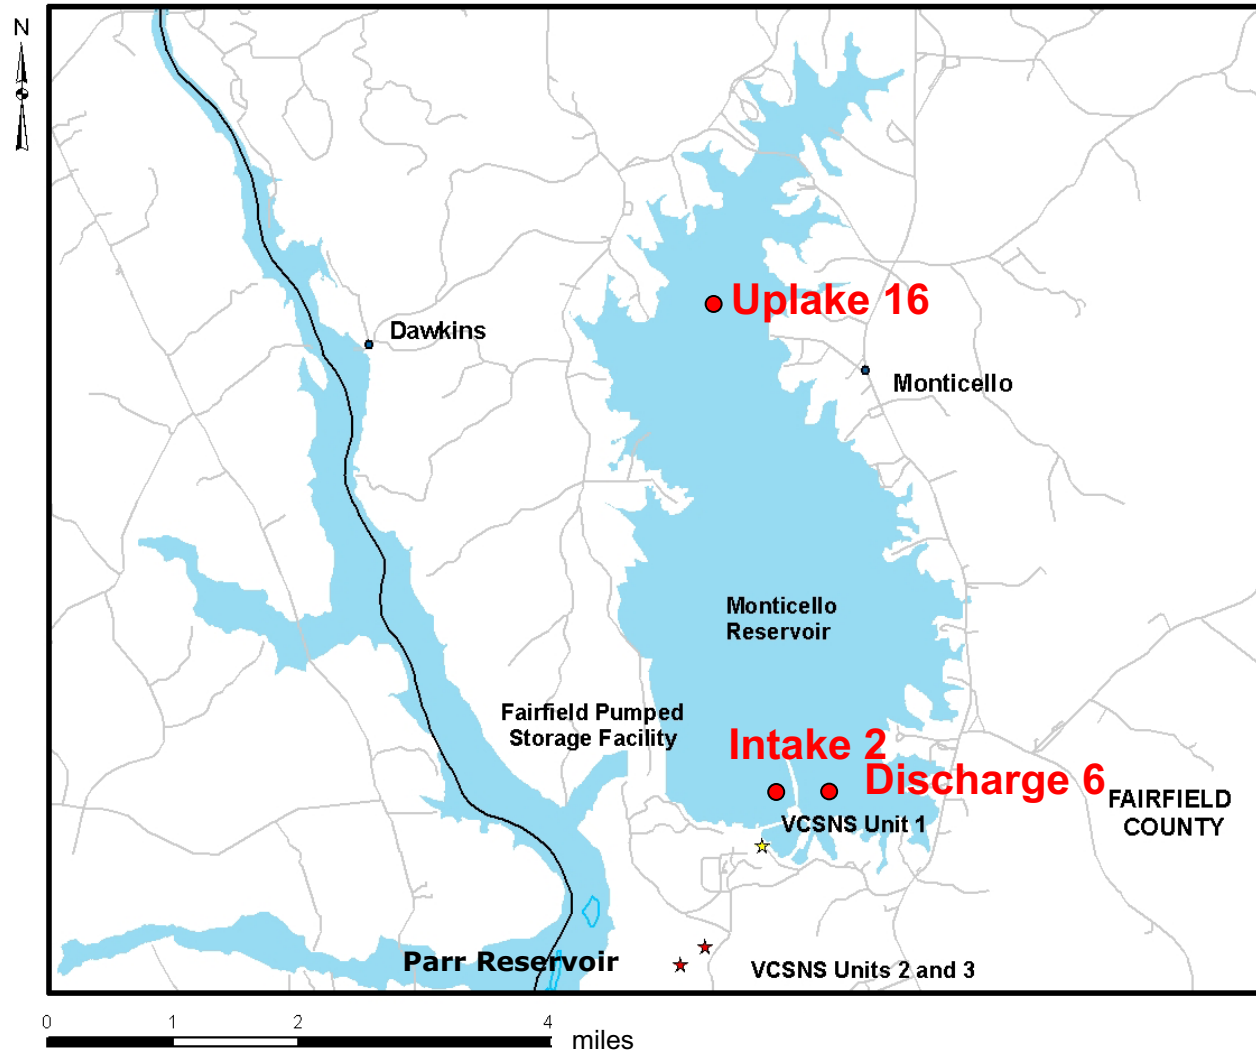 N
Uplake 16
Dawkins
Monticello
Monticello
Reservoir
Fairfield Pumped
Storage Facility
Intake 2
Discharge 6
FAIRFIELD
COUNTY
VCSNS Unit 1
Parr Reservoir
VCSNS Units 2 and 3
0 1 2 4 miles